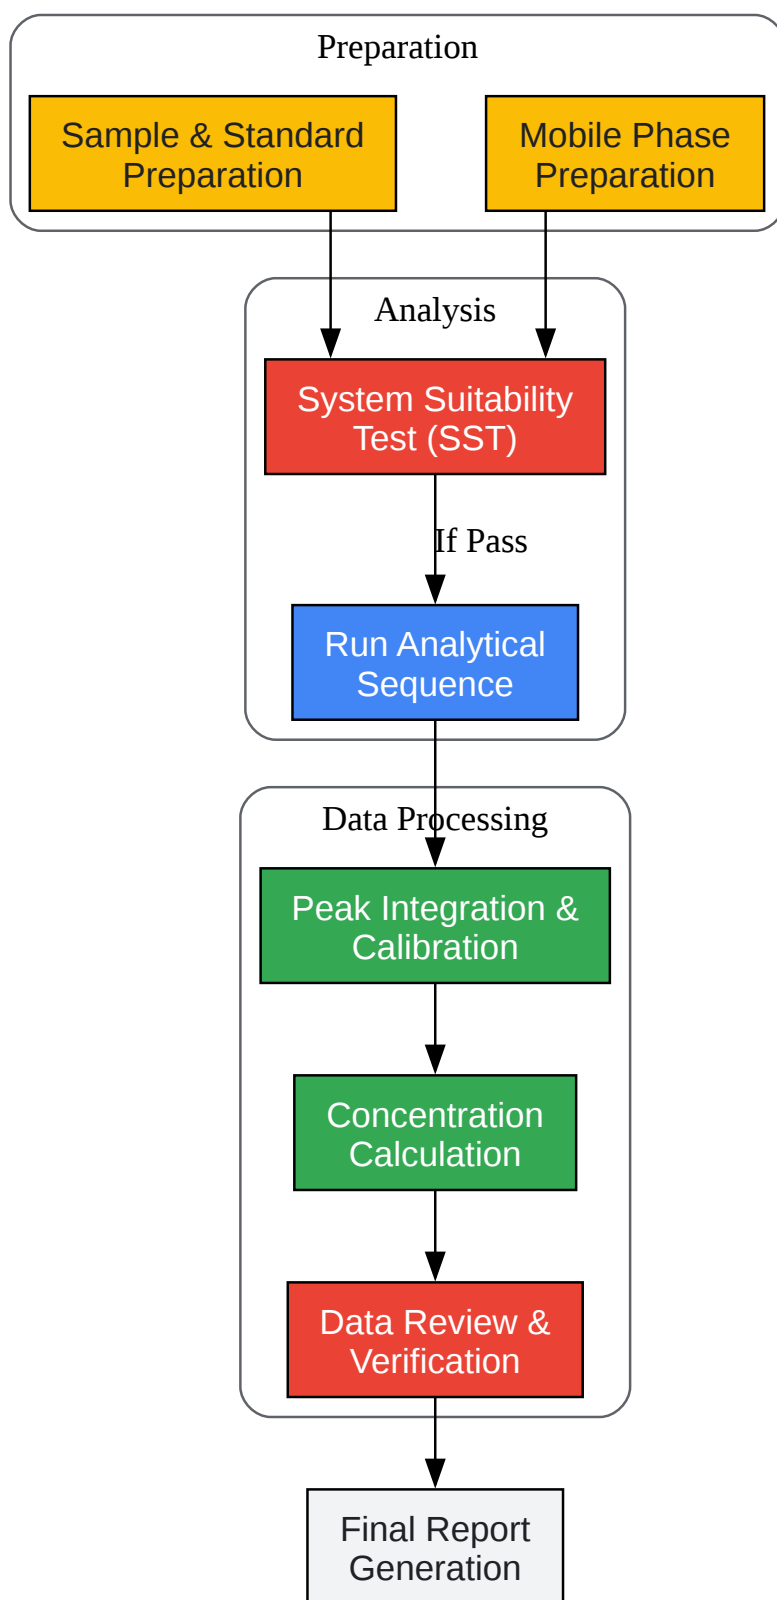 Preparation
Sample & Standard
Preparation
Mobile Phase
Preparation
Analysis
System Suitability
Test (SST)
If Pass
Run Analytical
Sequence
Data Processing
Peak Integration &
Calibration
Concentration
Calculation
Data Review &
Verification
Final Report
Generation